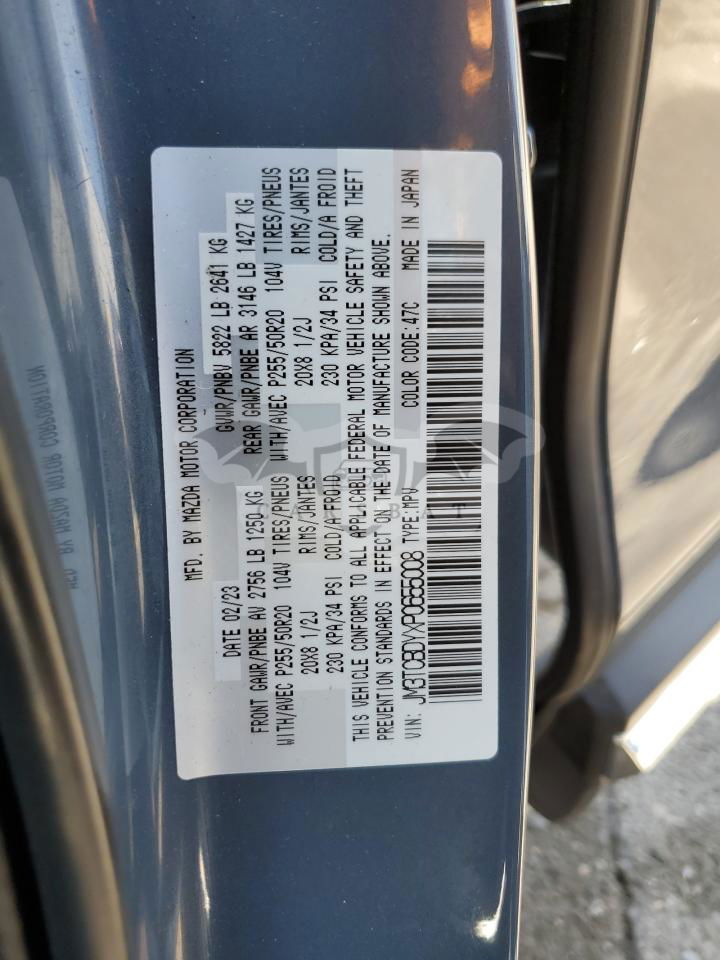 MFD. BY MAZDA MOTOR CORPORATION
DATE 02/23 GVWR/PNBV 5822 LB 2641 KG
FRONT GAWR/PNBE AV 2756 LB 1250 KG REAR GAWR/PNBE AR 3146 LB 1427 KG
WITH/AVEC P255/50R20 104V TIRES/PNEUS WITH/AVEC P255/50R20 104V TIRES/PNEUS
20X8 1/2J RIMS/JANTES 20X8 1/2J RIMS/JANTES
230 KPA/34 PSI COLD/A FROID 230 KPA/34 PSI COLD/A FROID
THIS VEHICLE CONFORMS TO ALL APPLICABLE FEDERAL MOTOR VEHICLE SAFETY AND THEFT
PREVENTION STANDARDS IN EFFECT ON THE DATE OF MANUFACTURE SHOWN ABOVE.
VIN: JM3TCBDYXP0655008 TYPE:MPV COLOR CODE:47C MADE IN JAPAN
CARSBAT